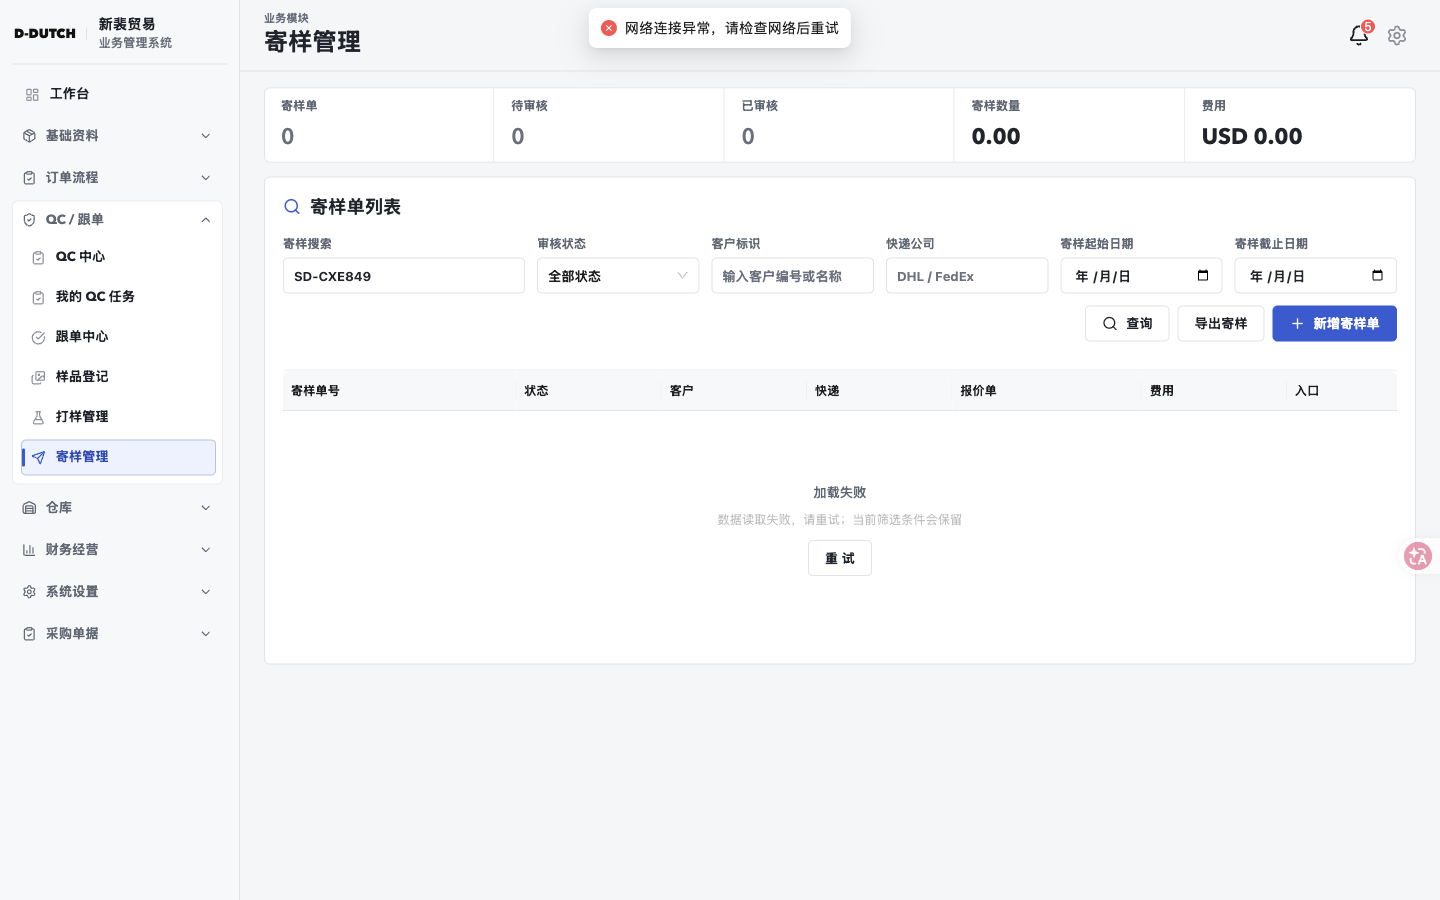 D-DUTCH
新裝贸易
业务管理系统
工作台
基础资料
订单流程
QC / 跟单
QC 中心
我的 QC 任务
跟单中心
样品登记
打样管理
寄样管理
仓库
财务经营
系统设置
采购单据
业务模块
寄样管理
网络连接异常，请检查网络后重试
5
寄样单
0
待审核
0
已审核
0
寄样数量
0.00
费用
USD 0.00
寄样单列表
寄样搜索
SD-CXE849
审核状态
全部状态
客户标识
输入客户编号或名称
快递公司
DHL / FedEx
寄样起始日期
年 /月/日
寄样截止日期
年 /月/日
查询
导出寄样
新增寄样单
寄样单号 状态 客户 快递 报价单 费用 入口
加载失败
数据读取失败，请重试；当前筛选条件会保留
重 试